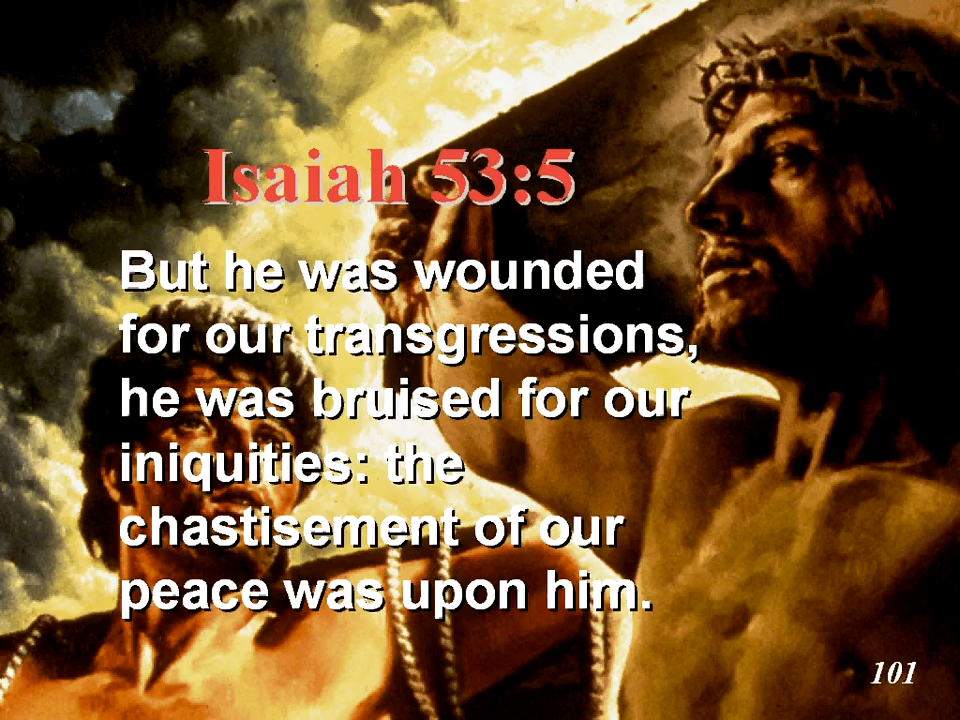 Isaiah 53:5
But he was wounded
for our transgressions,
he was bruised for our
iniquities: the
chastisement of our
peace was upon him.
101